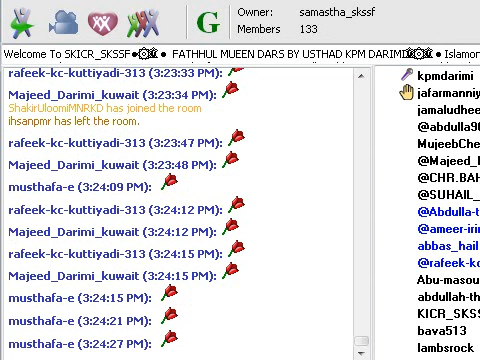 G
Owner: samastha_skssf
Members 133
Welcome To SKICR_SKSSF FATHHUL MUEEN DARS BY USTHAD KPM DARIMI Islamon
rafeek-kc-kuttiyadi-313 (3:23:33 PM):
Majeed_Darimi_kuwait (3:23:34 PM):
ShakirUloomiMNRKD has joined the room
ihsanpmr has left the room.
rafeek-kc-kuttiyadi-313 (3:23:47 PM):
Majeed_Darimi_kuwait (3:23:48 PM):
musthafa-e (3:24:09 PM):
rafeek-kc-kuttiyadi-313 (3:24:12 PM):
Majeed_Darimi_kuwait (3:24:12 PM):
rafeek-kc-kuttiyadi-313 (3:24:15 PM):
Majeed_Darimi_kuwait (3:24:15 PM):
musthafa-e (3:24:15 PM):
musthafa-e (3:24:21 PM):
musthafa-e (3:24:27 PM):
kpmdarimi
jafarmanniy
jamaludhee
@abdulla90
MujeebChe
@Majeed_D
@CHR.BAH
@SUHAIL_
@Abdulla-t
@ameer-irin
abbas_hail
@rafeek-kc
Abu-masou
abdullah-th
KICR_SKSS
bava513
lambsrock